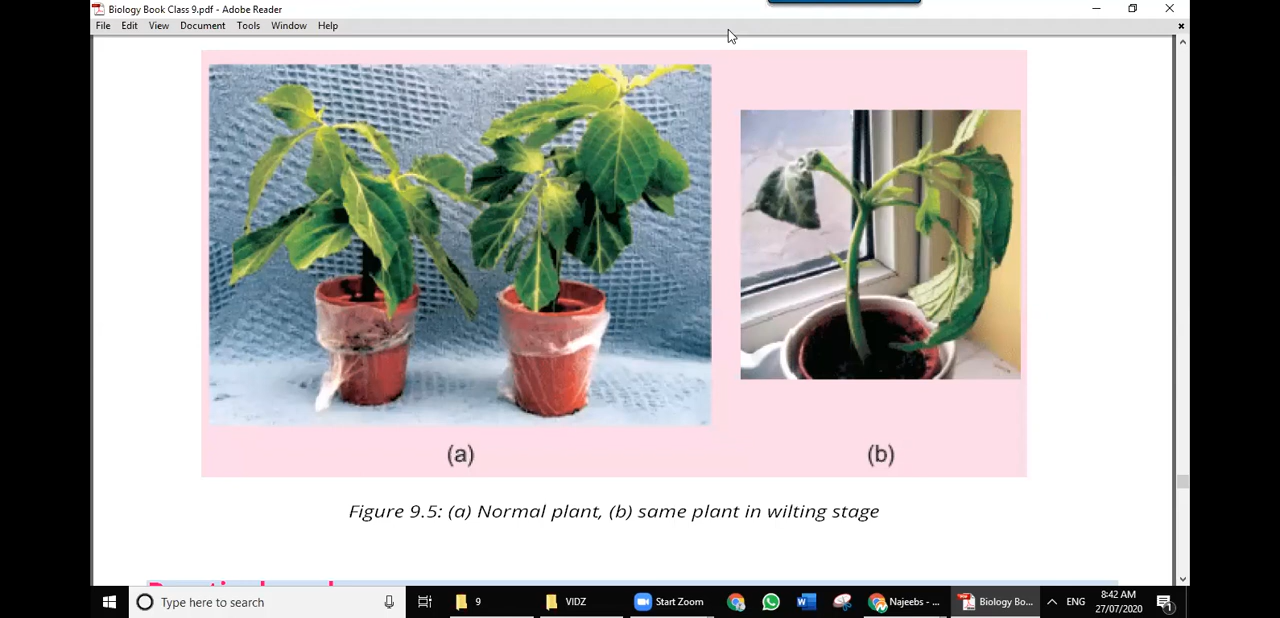 Biology Book Class 9.pdf - Adobe Reader
File Edit View Document Tools Window Help
(a) (b)
Figure 9.5: (a) Normal plant, (b) same plant in wilting stage
Type here to search 9 VIDZ Start Zoom Najeebs - ... Biology Bo... ENG 8:42 AM
27/07/2020 1